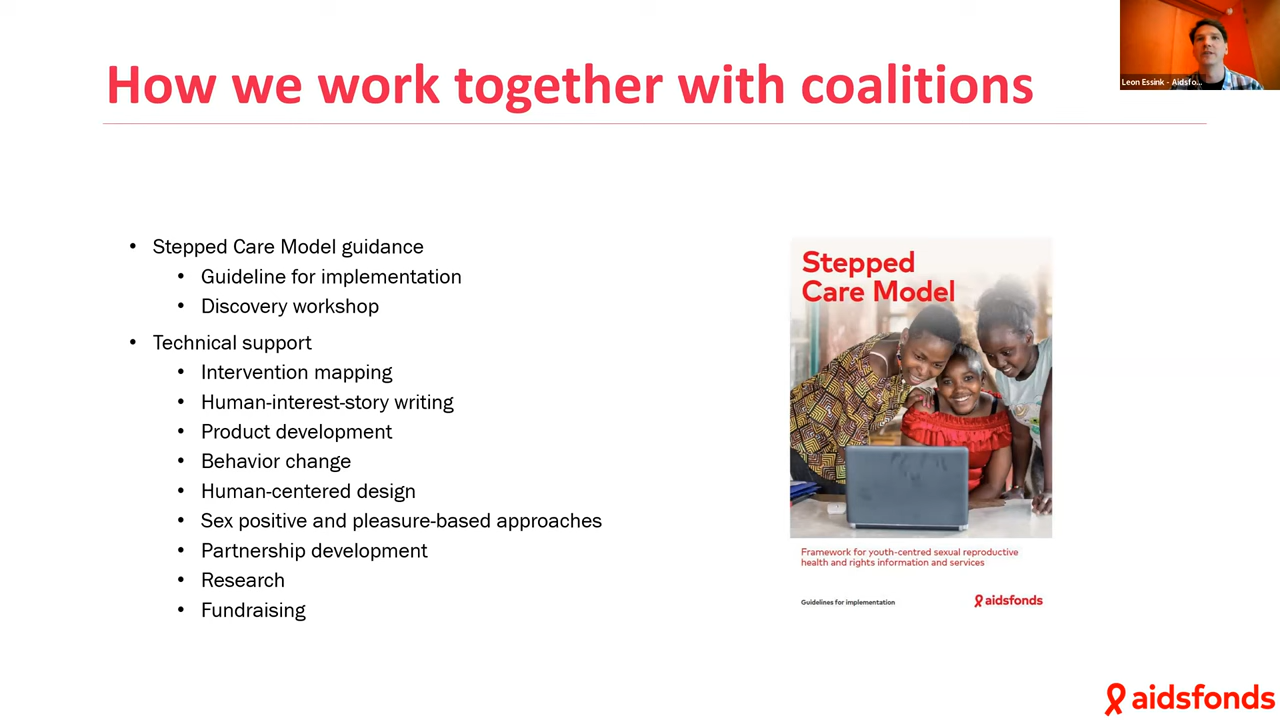 How we work together with coalitions
Leon Essink - Aidsfo...
• Stepped Care Model guidance
• Guideline for implementation
• Discovery workshop
• Technical support
• Intervention mapping
• Human-interest-story writing
• Product development
• Behavior change
• Human-centered design
• Sex positive and pleasure-based approaches
• Partnership development
• Research
• Fundraising
Stepped
Care Model
Framework for youth-centred sexual reproductive
health and rights information and services
Guidelines for implementation
aidsfonds
aidsfonds